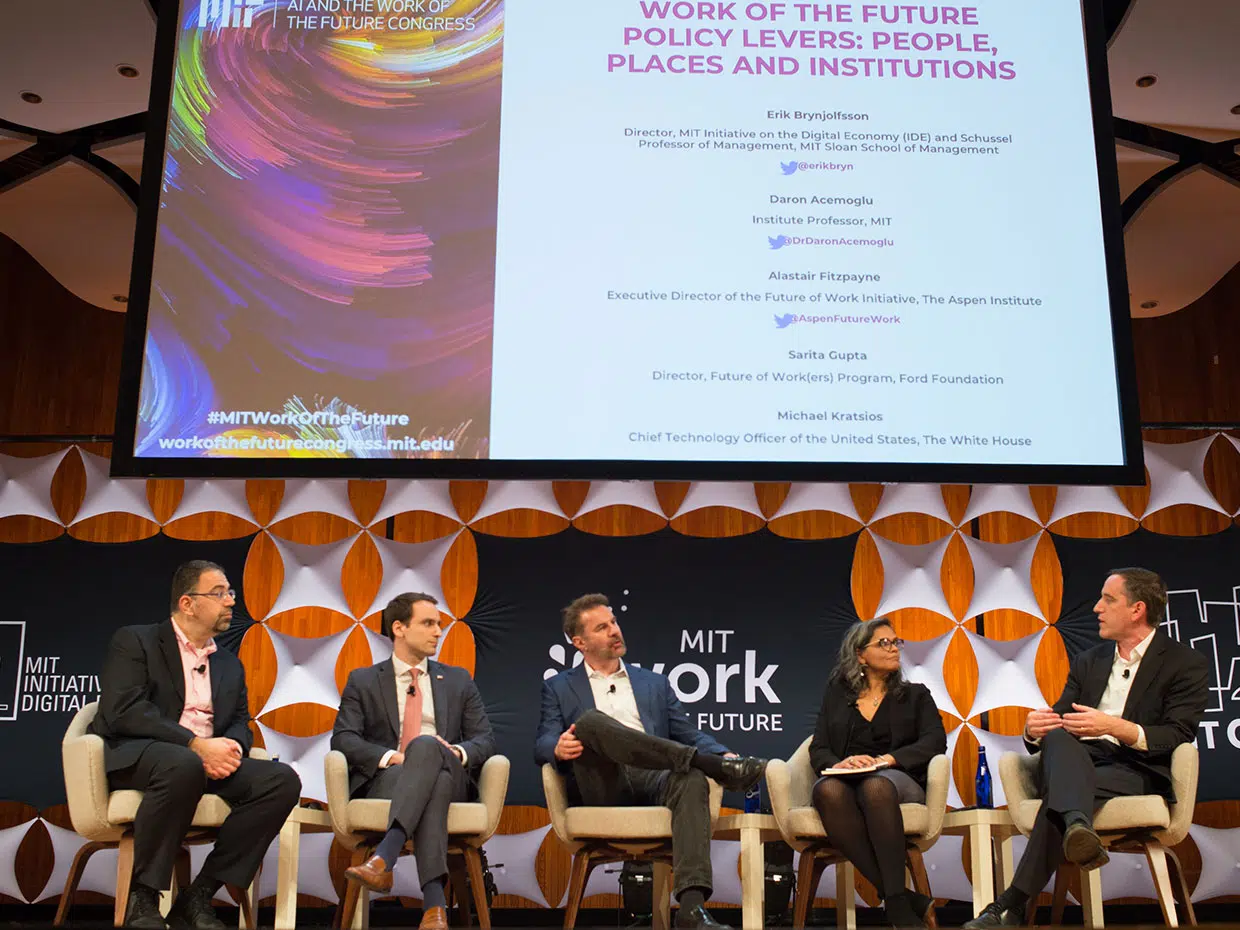 MIT
AI AND THE WORK OF
THE FUTURE CONGRESS
WORK OF THE FUTURE
POLICY LEVERS: PEOPLE,
PLACES AND INSTITUTIONS
Erik Brynjolfsson
Director, MIT Initiative on the Digital Economy (IDE) and Schussel
Professor of Management, MIT Sloan School of Management
@erikbryn
Daron Acemoglu
Institute Professor, MIT
@DrDaronAcemoglu
Alastair Fitzpayne
Executive Director of the Future of Work Initiative, The Aspen Institute
@AspenFutureWork
Sarita Gupta
Director, Future of Work(ers) Program, Ford Foundation
Michael Kratsios
Chief Technology Officer of the United States, The White House
#MITWorkOfTheFuture
workofthefuturecongress.mit.edu
MIT
INITIATIV
DIGITAL
MIT
work
FUTURE